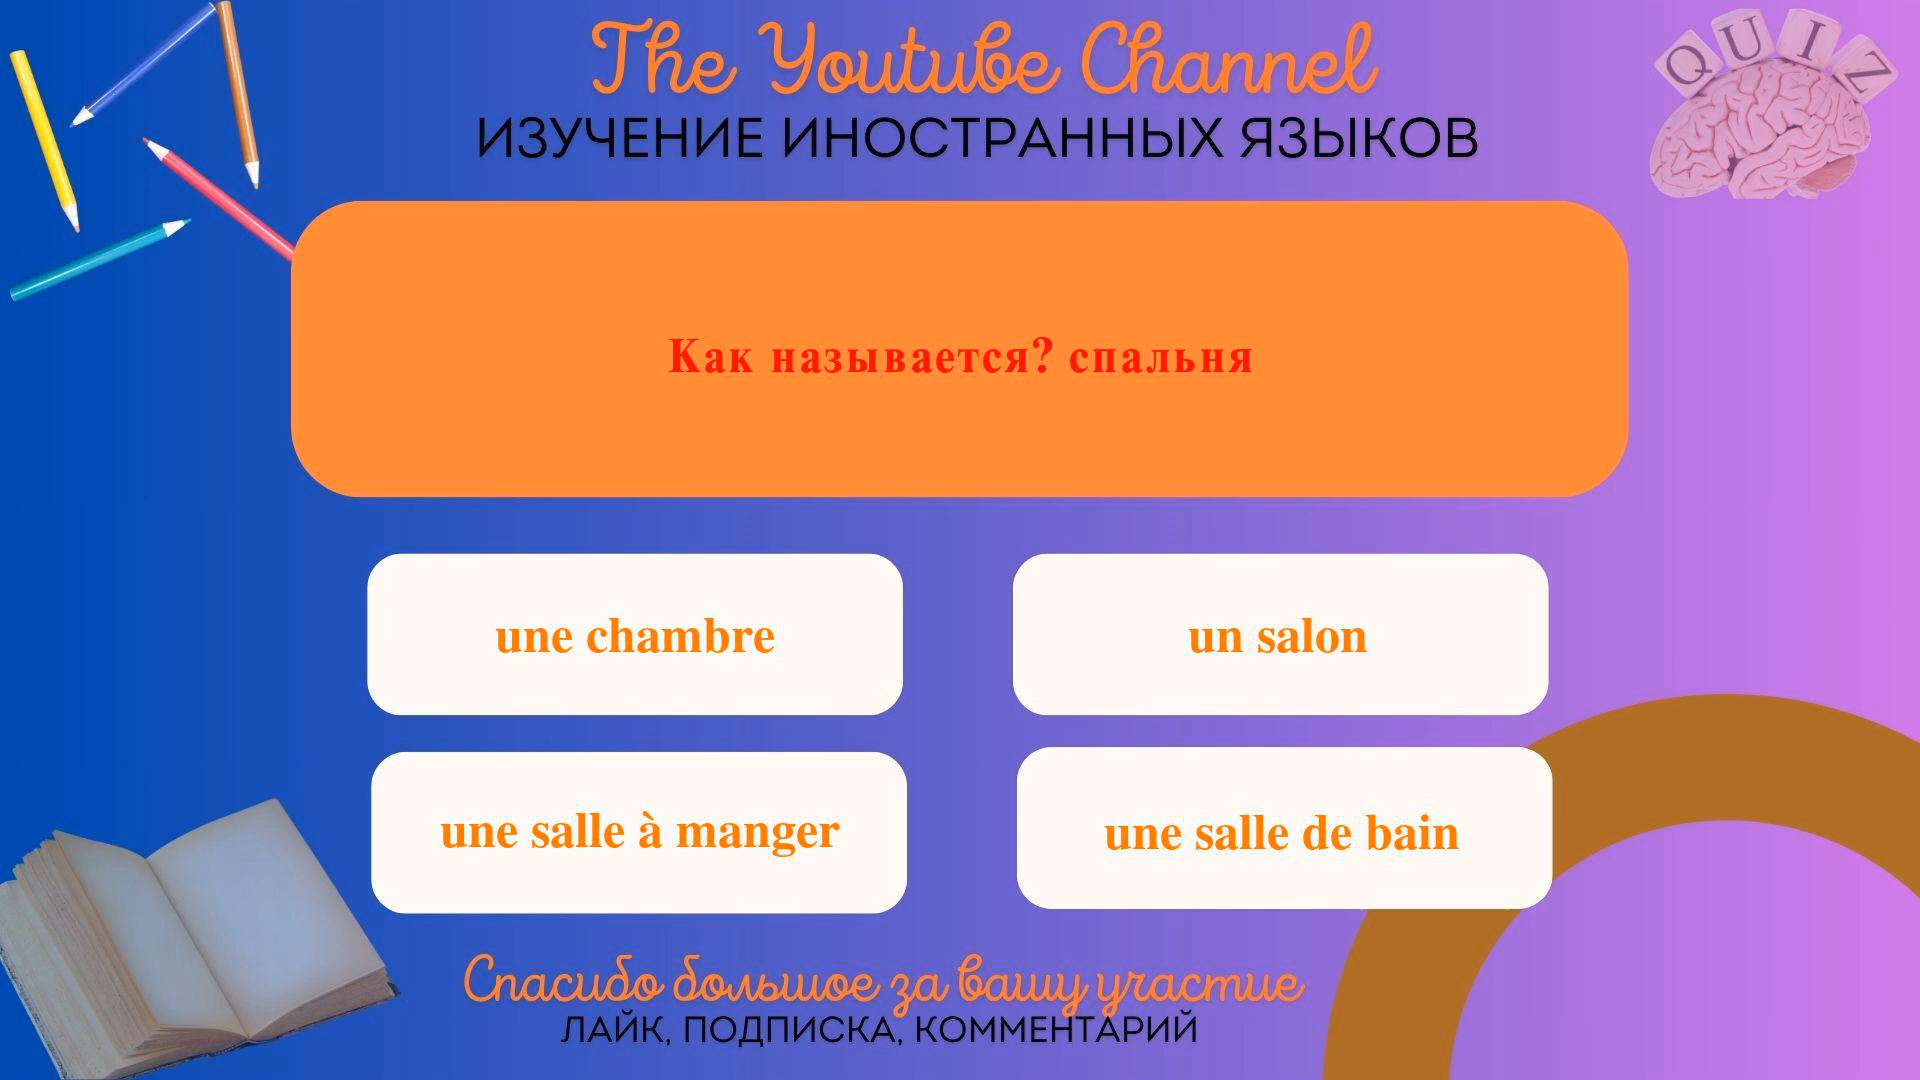 The Youtube Channel
ИЗУЧЕНИЕ ИНОСТРАННЫХ ЯЗЫКОВ
QUIZ
Как называется? спальня
une chambre
un salon
une salle à manger
une salle de bain
Спасибо большое за вашу участие
ЛАЙК, ПОДПИСКА, КОММЕНТАРИЙ